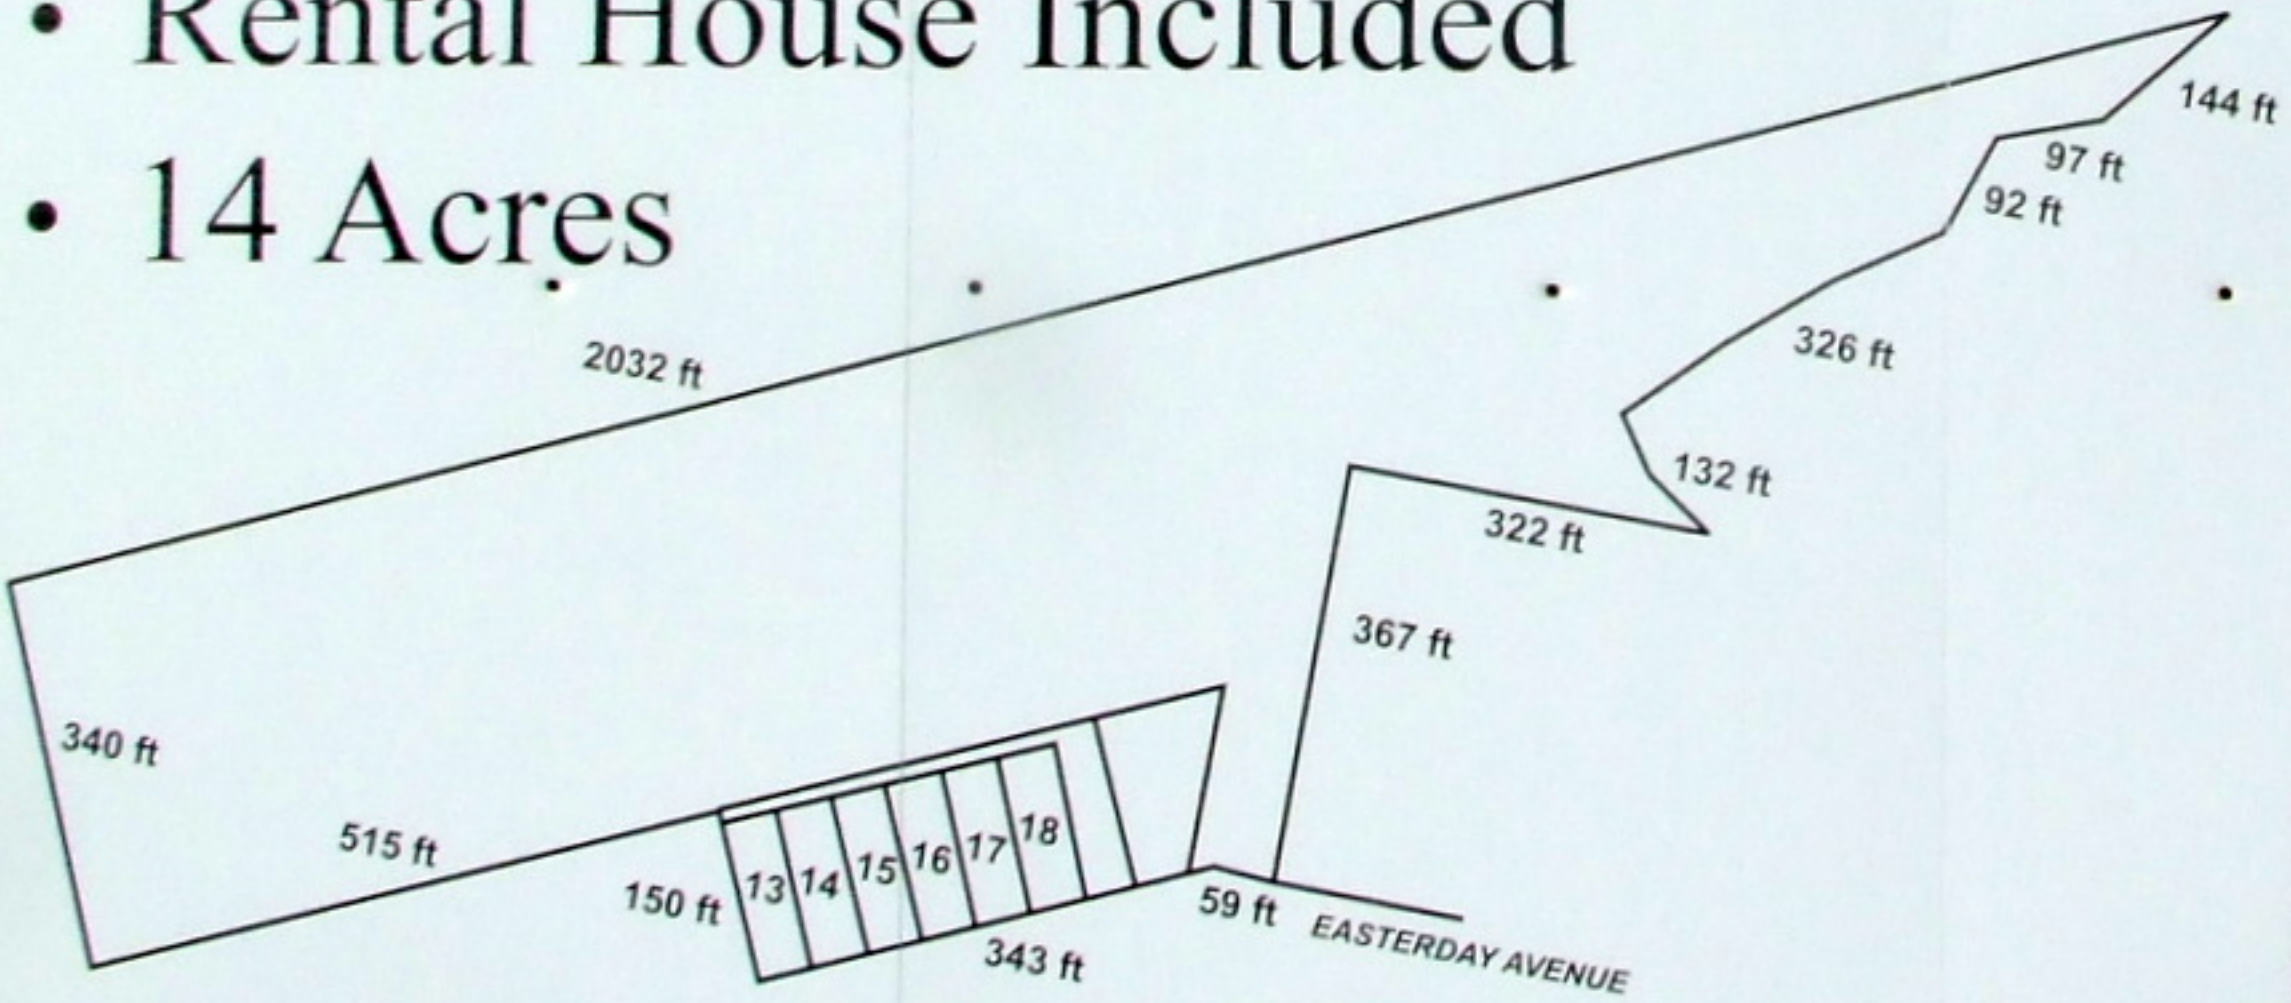 • Rental House Included
144 ft
97 ft
• 14 Acres
92 ft
326 ft
2032 ft
132 ft
322 ft
367 ft
340 ft
515 ft
150 ft
13 14 15 16 17 18
59 ft
343 ft
EASTERDAY AVENUE